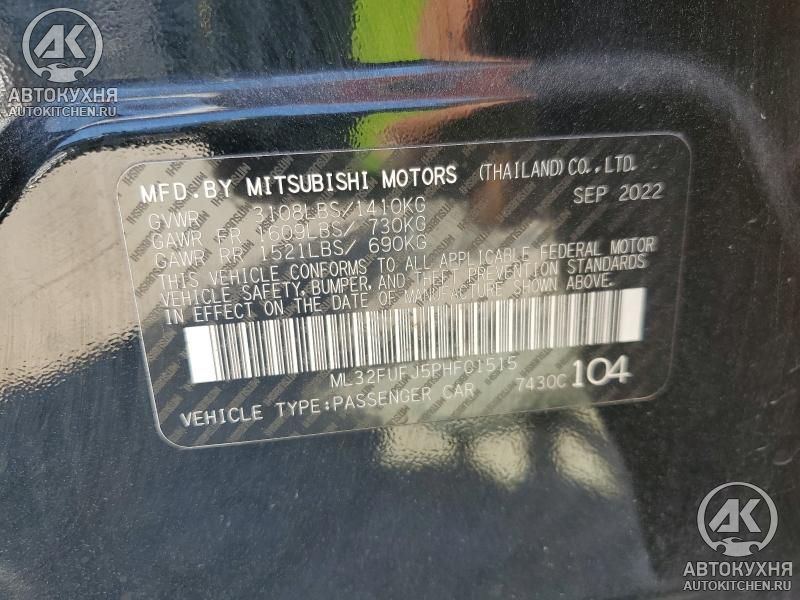 АК
АВТОКУХНЯ
AUTOKITCHEN.RU
MFD.BY MITSUBISHI MOTORS (THAILAND) CO.,LTD.
SEP 2022
GVWR 3108LBS/1410KG
GAWR FR 1609LBS/ 730KG
GAWR RR 1521LBS/ 690KG
THIS VEHICLE CONFORMS TO ALL APPLICABLE FEDERAL MOTOR
VEHICLE SAFETY, BUMPER, AND THEFT PREVENTION STANDARDS
IN EFFECT ON THE DATE OF MANUFACTURE SHOWN ABOVE.
ML32FUFJ5PHF01515
VEHICLE TYPE:PASSENGER CAR 7430C 104
АК
АВТОКУХНЯ
AUTOKITCHEN.RU